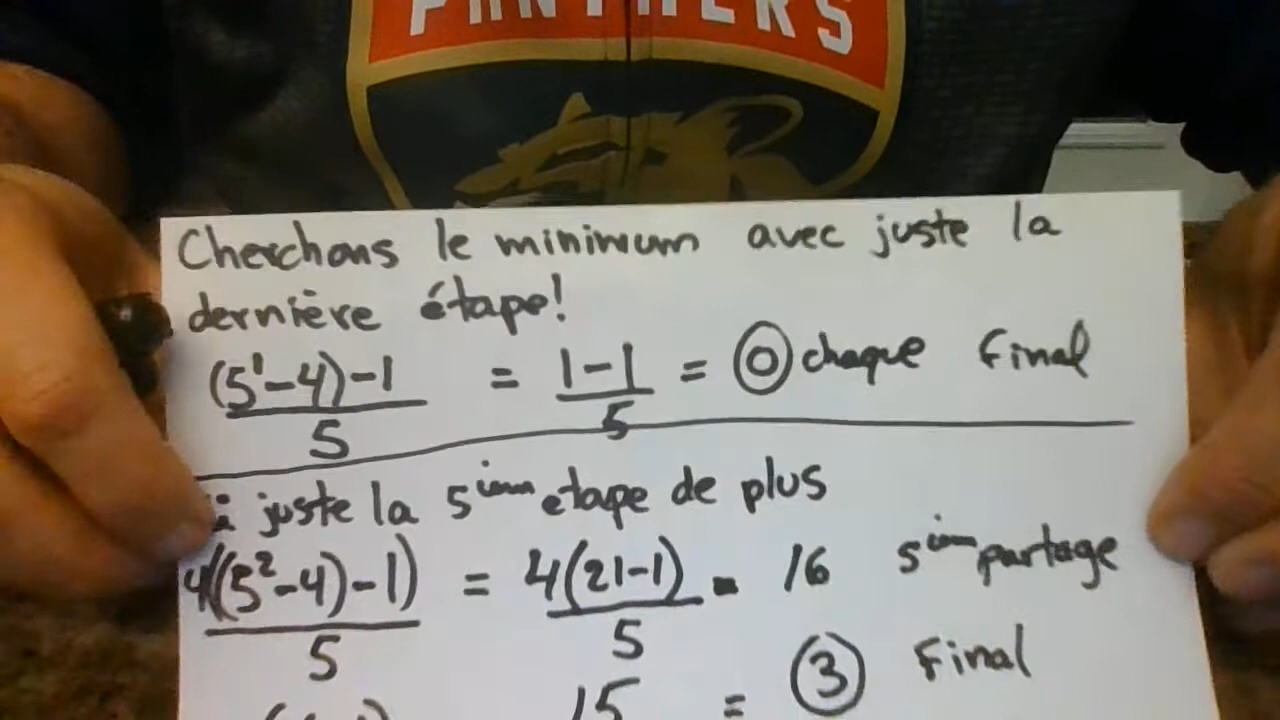 PANTHERS
Cherchons le minimum avec juste la
dernière étape!
(5¹-4)-1 / 5 = 1-1 / 5 = 0 chaque final
juste la 5ième etape de plus
4((5²-4)-1) / 5 = 4(21-1) / 5 = 16 5ième partage
15 = 3 Final